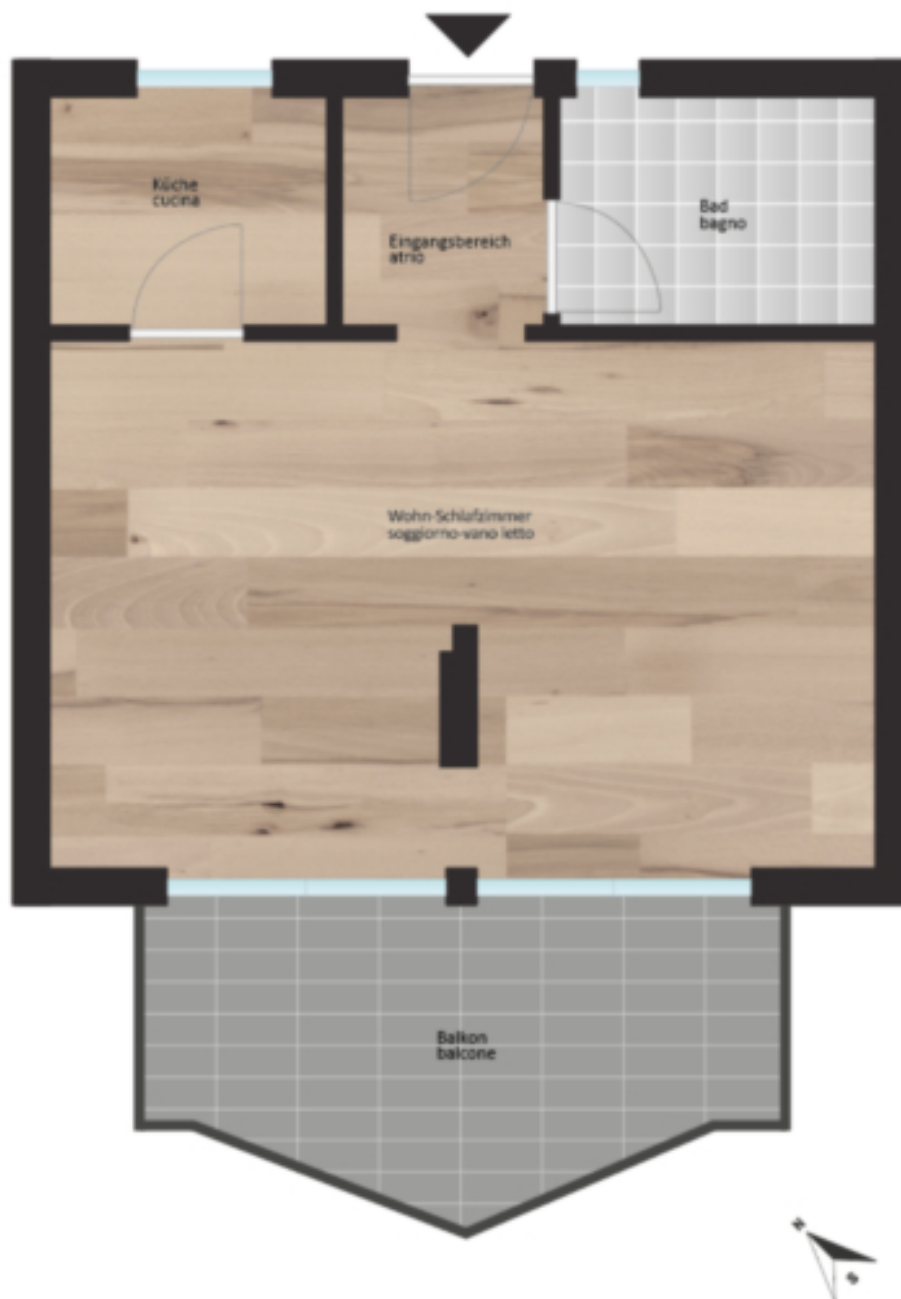 Küche
cucina
Eingangsbereich
atrio
Bad
bagno
Wohn-Schlafzimmer
soggiorno-vano letto
Balkon
balcone
N
S